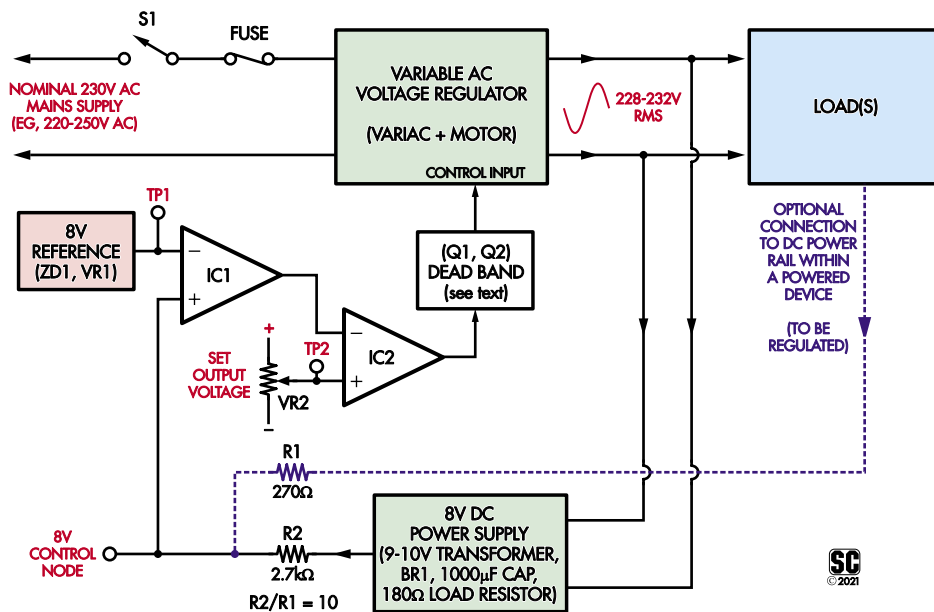 S1
FUSE
NOMINAL 230V AC
MAINS SUPPLY
(EG, 220-250V AC)
VARIABLE AC
VOLTAGE REGULATOR
(VARIAC + MOTOR)
CONTROL INPUT
228-232V
RMS
LOAD(S)
TP1
8V
REFERENCE
(ZD1, VR1)
−
+
IC1
(Q1, Q2)
DEAD BAND
(see text)
OPTIONAL
CONNECTION
TO DC POWER
RAIL WITHIN
A POWERED
DEVICE
(TO BE
REGULATED)
+
SET
OUTPUT
VOLTAGE
−
VR2
TP2
−
+
IC2
R1
270Ω
8V
CONTROL
NODE
R2
2.7kΩ
R2/R1 = 10
8V DC
POWER SUPPLY
(9-10V TRANSFORMER,
BR1, 1000µF CAP,
180Ω LOAD RESISTOR)
SC
©2021